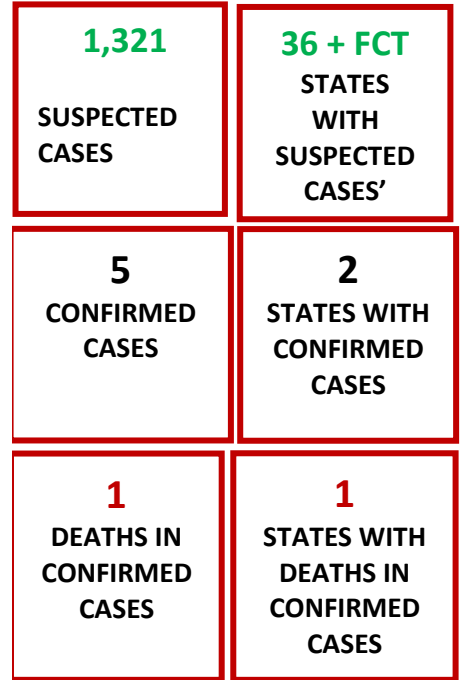 1,321
SUSPECTED
CASES
36 + FCT
STATES
WITH
SUSPECTED
CASES’
5
CONFIRMED
CASES
2
STATES WITH
CONFIRMED
CASES
1
DEATHS IN
CONFIRMED
CASES
1
STATES WITH
DEATHS IN
CONFIRMED
CASES